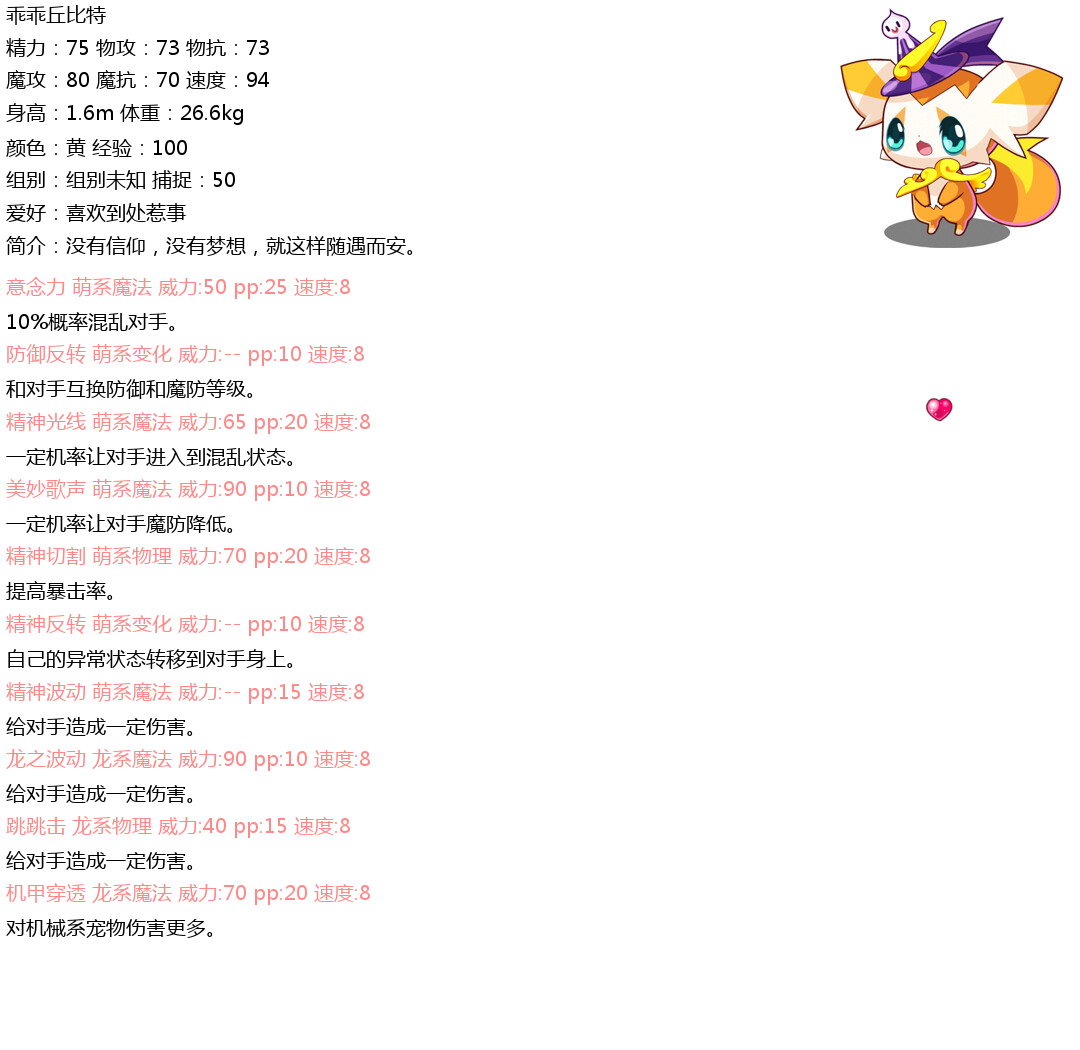 乖乖丘比特
精力：75 物攻：73 物抗：73
魔攻：80 魔抗：70 速度：94
身高：1.6m 体重：26.6kg
颜色：黄 经验：100
组别：组别未知 捕捉：50
爱好：喜欢到处惹事
简介：没有信仰，没有梦想，就这样随遇而安。
意念力 萌系魔法 威力:50 pp:25 速度:8
10%概率混乱对手。
防御反转 萌系变化 威力:-- pp:10 速度:8
和对手互换防御和魔防等级。
精神光线 萌系魔法 威力:65 pp:20 速度:8
一定机率让对手进入到混乱状态。
美妙歌声 萌系魔法 威力:90 pp:10 速度:8
一定机率让对手魔防降低。
精神切割 萌系物理 威力:70 pp:20 速度:8
提高暴击率。
精神反转 萌系变化 威力:-- pp:10 速度:8
自己的异常状态转移到对手身上。
精神波动 萌系魔法 威力:-- pp:15 速度:8
给对手造成一定伤害。
龙之波动 龙系魔法 威力:90 pp:10 速度:8
给对手造成一定伤害。
跳跳击 龙系物理 威力:40 pp:15 速度:8
给对手造成一定伤害。
机甲穿透 龙系魔法 威力:70 pp:20 速度:8
对机械系宠物伤害更多。